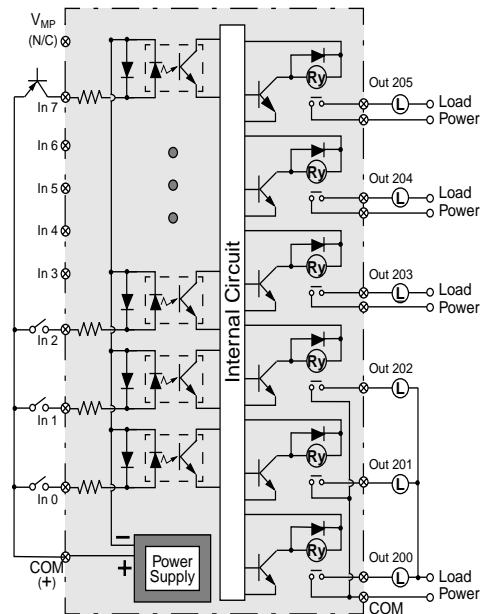 VMP
(N/C)
In 7
In 6
In 5
In 4
In 3
In 2
In 1
In 0
COM
(+)
−
+
Power
Supply
Internal Circuit
Ry
Out 205
L
Load
Power
Ry
Out 204
L
Load
Power
Ry
Out 203
L
Load
Power
Ry
Out 202
L
Ry
Out 201
L
Ry
Out 200
L
Load
Power
COM